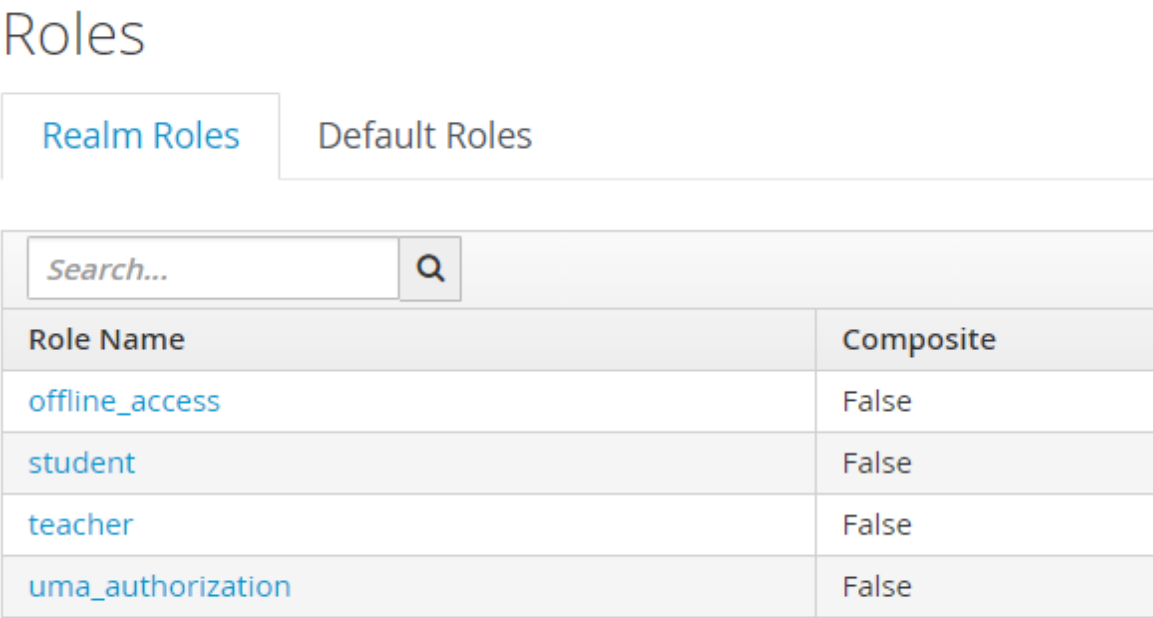 Roles
Realm Roles Default Roles
Search...
Role Name Composite
offline_access False
student False
teacher False
uma_authorization False